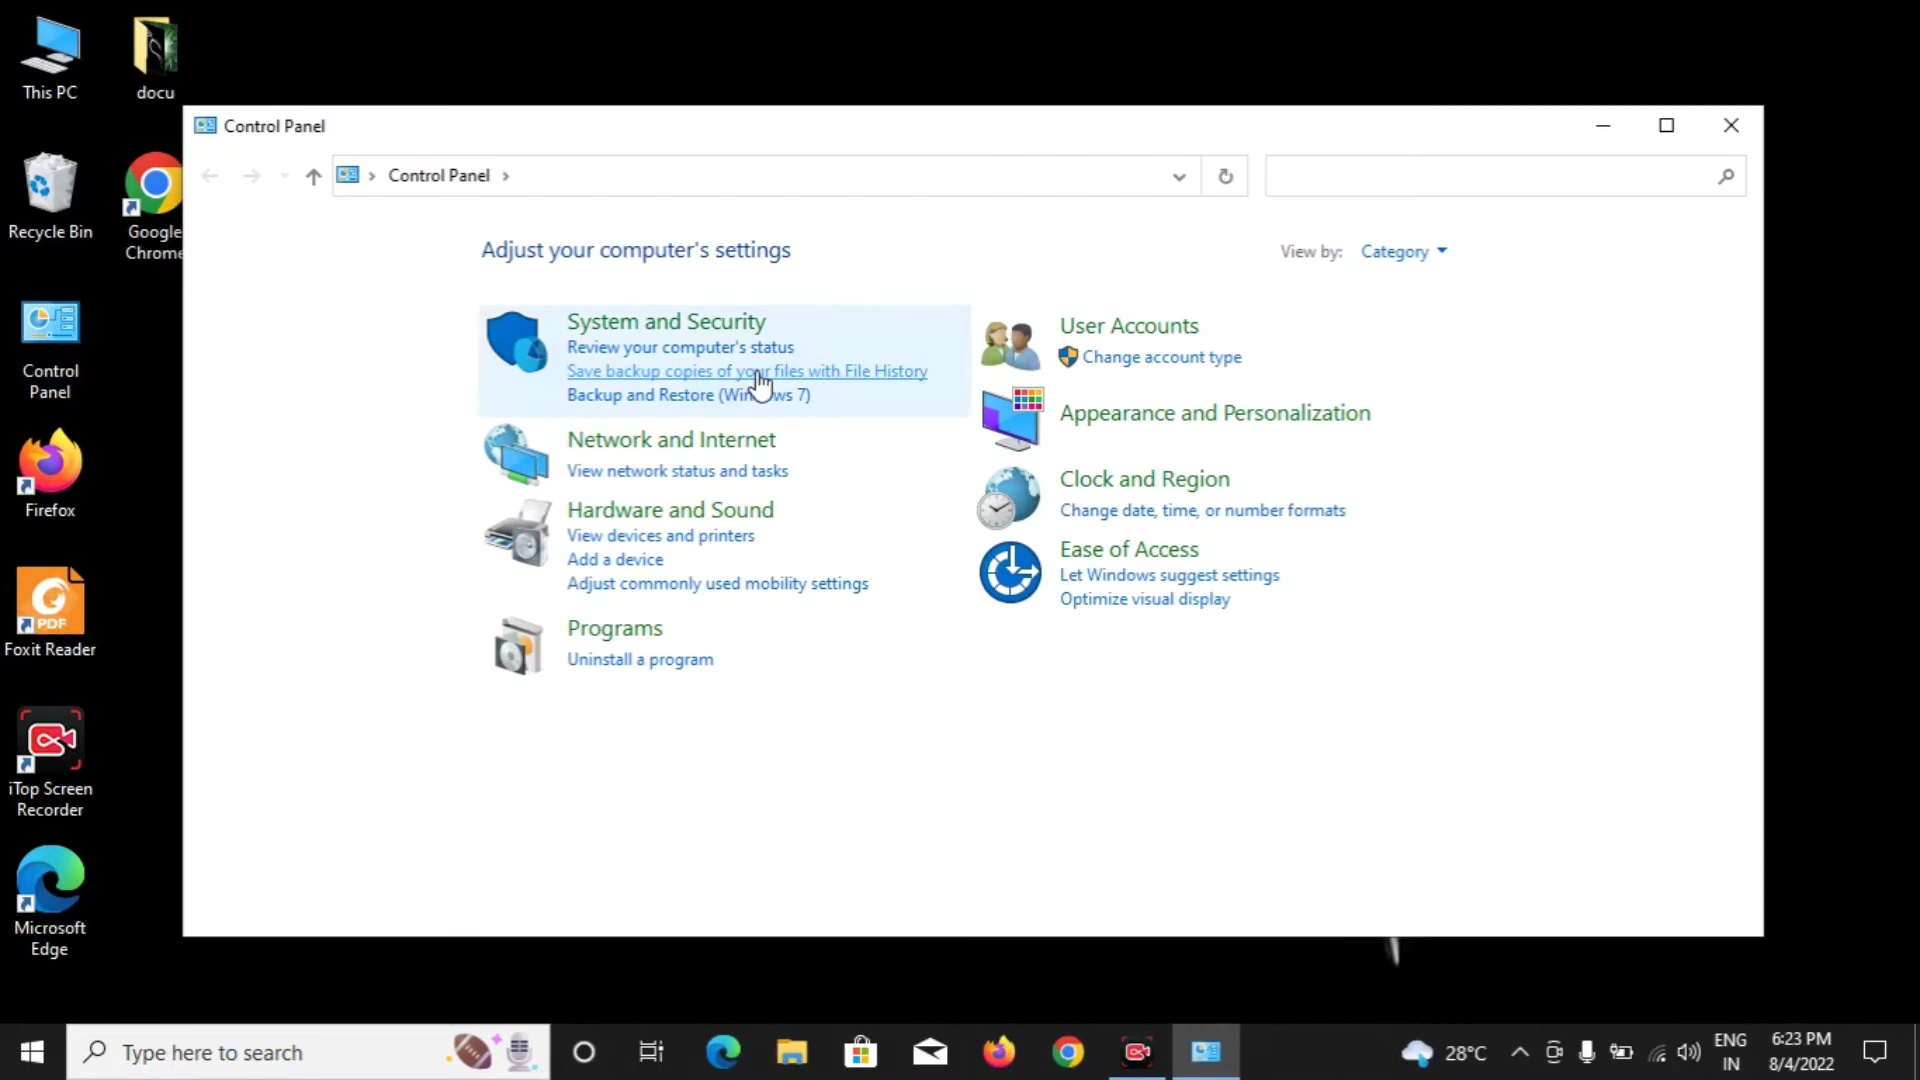 This PC
docu
Recycle Bin
Google
Chrome
Control
Panel
Firefox
PDF
Foxit Reader
iTop Screen
Recorder
Microsoft
Edge
Control Panel
Control Panel
Adjust your computer's settings
View by: Category
System and Security
Review your computer's status
Save backup copies of your files with File History
Backup and Restore (Windows 7)
Network and Internet
View network status and tasks
Hardware and Sound
View devices and printers
Add a device
Adjust commonly used mobility settings
Programs
Uninstall a program
User Accounts
Change account type
Appearance and Personalization
Clock and Region
Change date, time, or number formats
Ease of Access
Let Windows suggest settings
Optimize visual display
Type here to search
28°C
ENG
IN
6:23 PM
8/4/2022